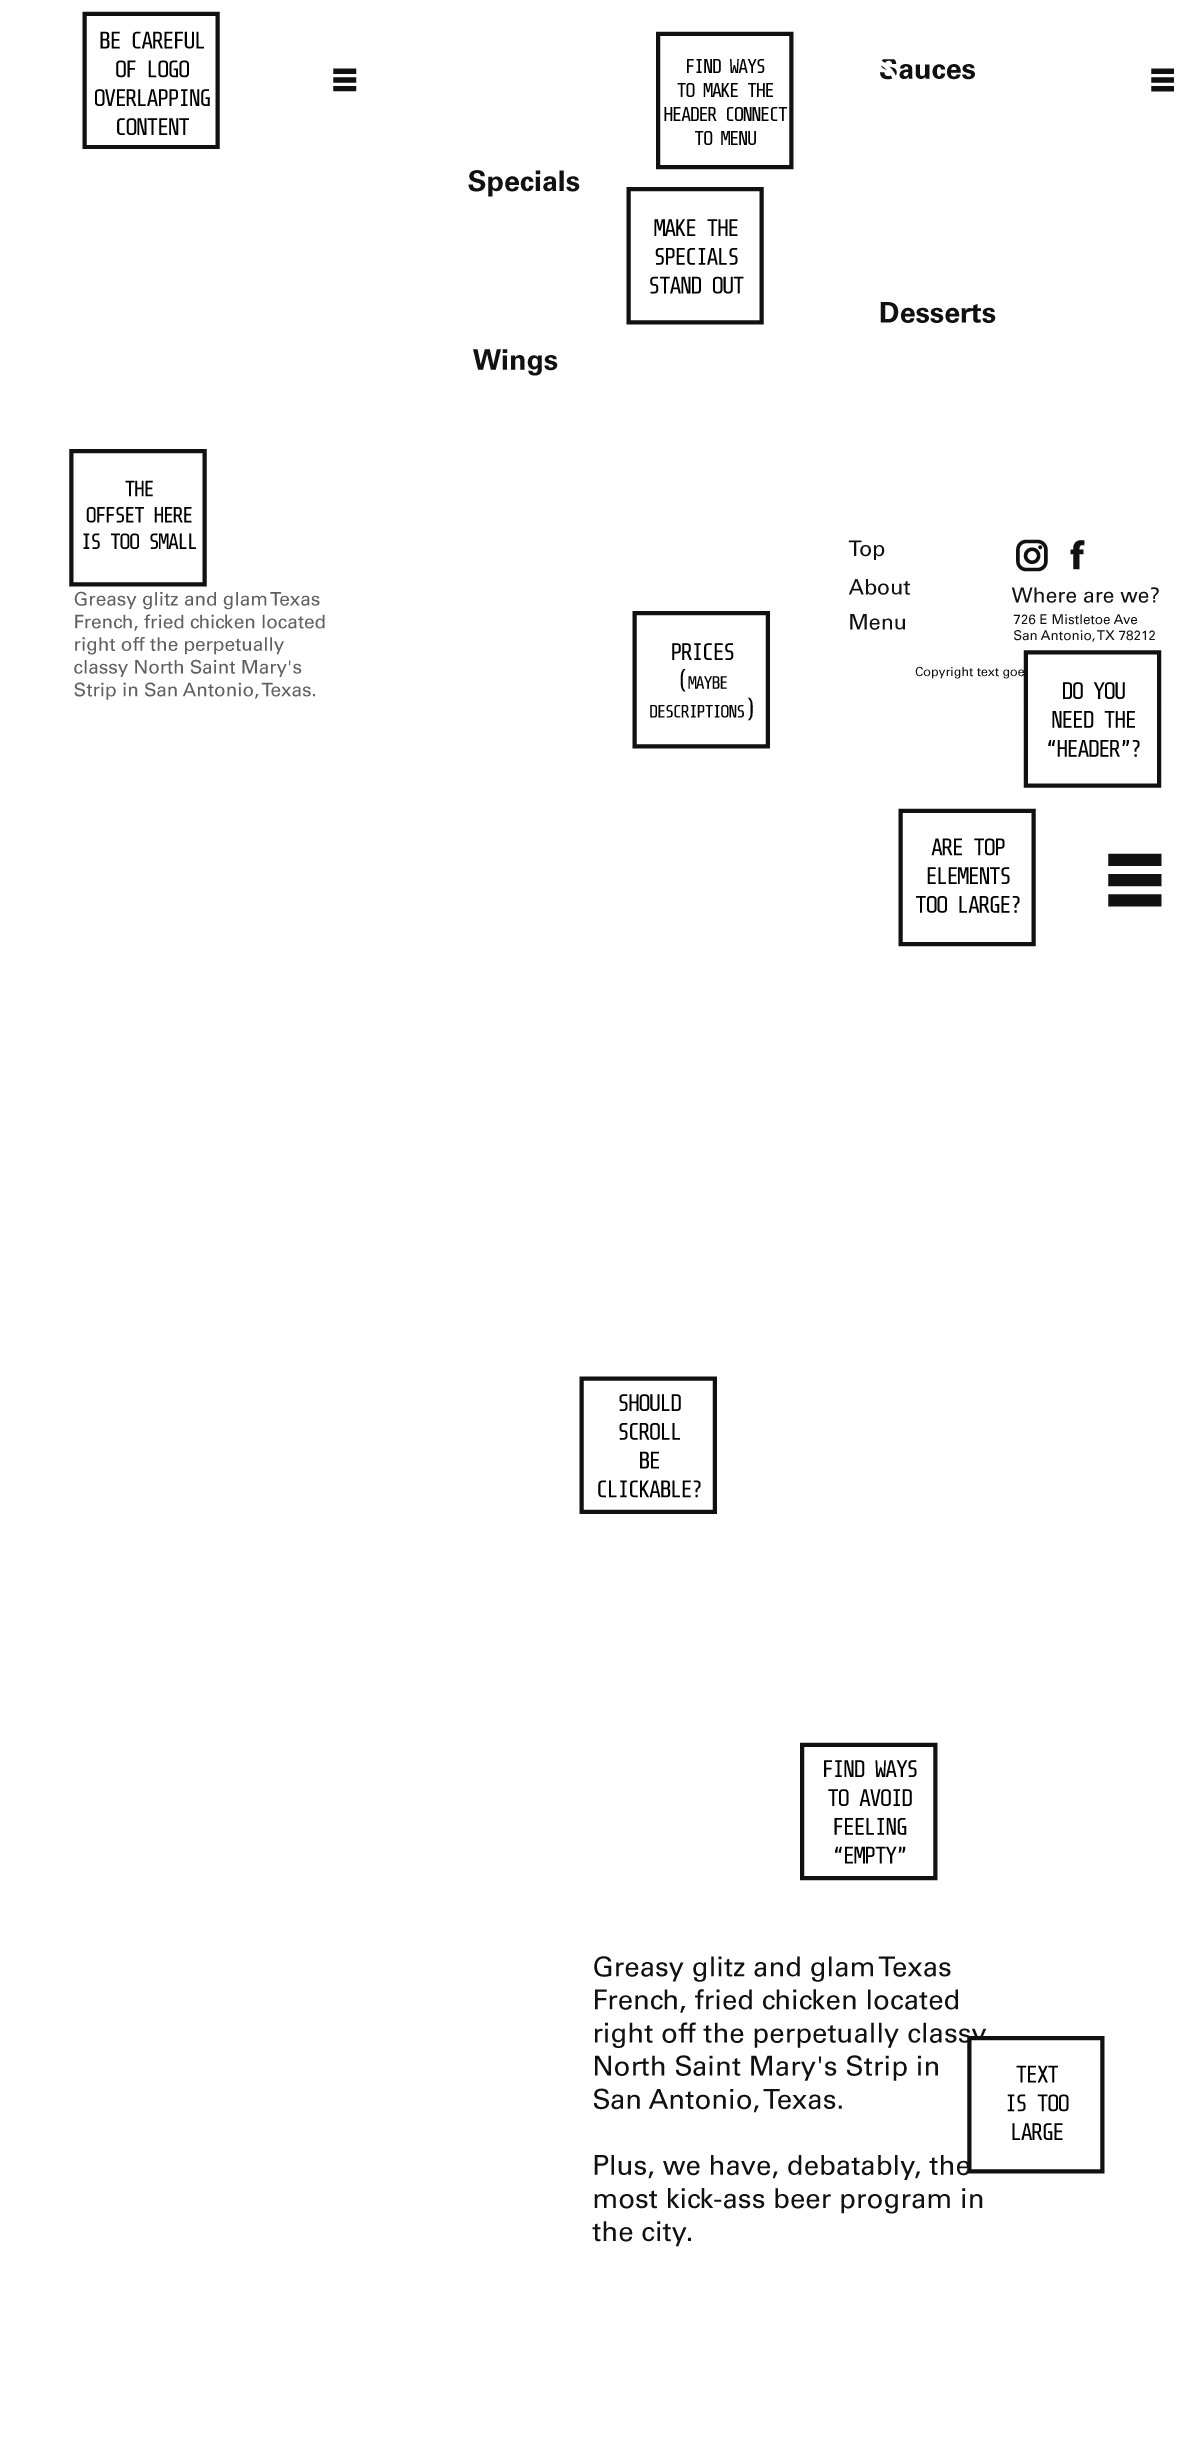 BE CAREFUL
OF LOGO
OVERLAPPING
CONTENT
FIND WAYS
TO MAKE THE
HEADER CONNECT
TO MENU
Sauces
Specials
MAKE THE
SPECIALS
STAND OUT
Desserts
Wings
THE
OFFSET HERE
IS TOO SMALL
Greasy glitz and glam Texas
French, fried chicken located
right off the perpetually
classy North Saint Mary's
Strip in San Antonio, Texas.
PRICES
(MAYBE
DESCRIPTIONS)
Top
About
Menu
Where are we?
726 E Mistletoe Ave
San Antonio, TX 78212
Copyright text goe
DO YOU
NEED THE
“HEADER”?
ARE TOP
ELEMENTS
TOO LARGE?
SHOULD
SCROLL
BE
CLICKABLE?
FIND WAYS
TO AVOID
FEELING
“EMPTY”
Greasy glitz and glam Texas
French, fried chicken located
right off the perpetually classy
North Saint Mary's Strip in
San Antonio, Texas.
Plus, we have, debatably, the
most kick-ass beer program in
the city.
TEXT
IS TOO
LARGE